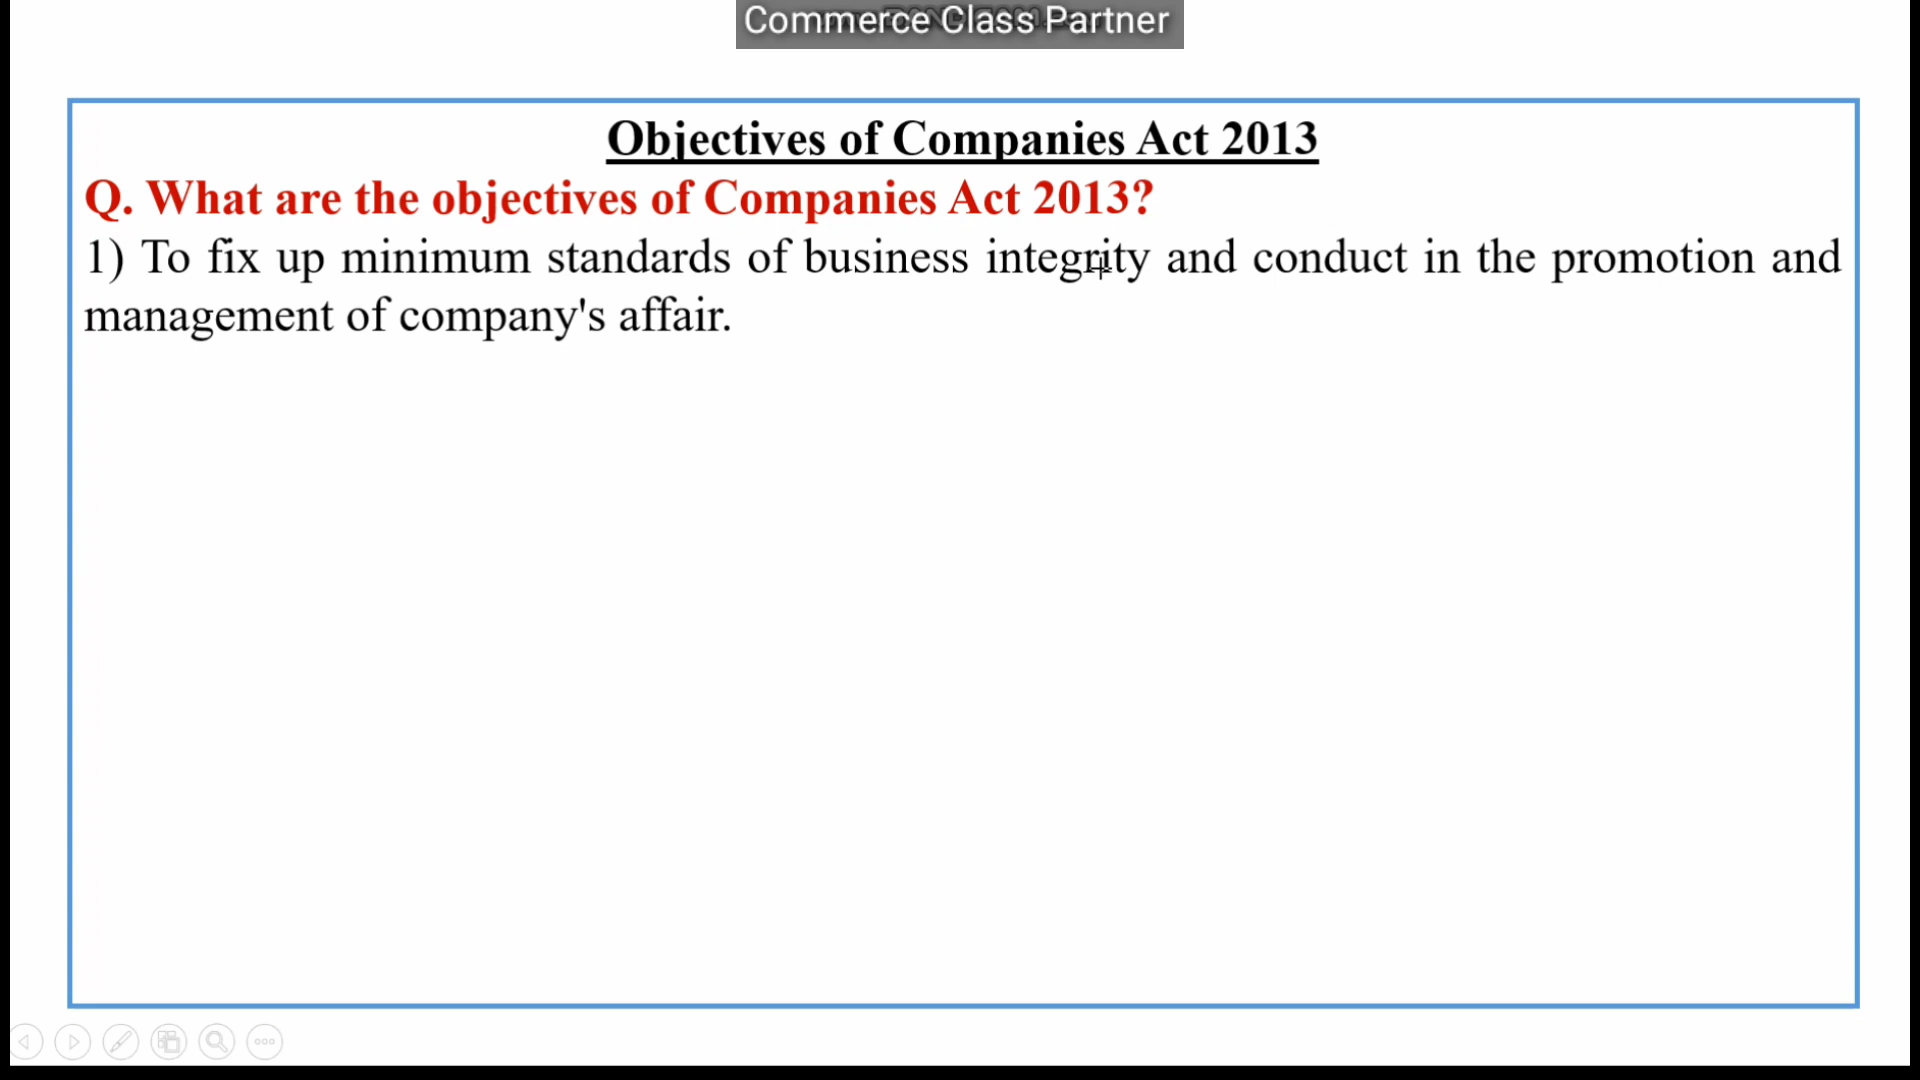 Commerce Class Partner
Objectives of Companies Act 2013
Q. What are the objectives of Companies Act 2013?
1) To fix up minimum standards of business integrity and conduct in the promotion and
management of company's affair.